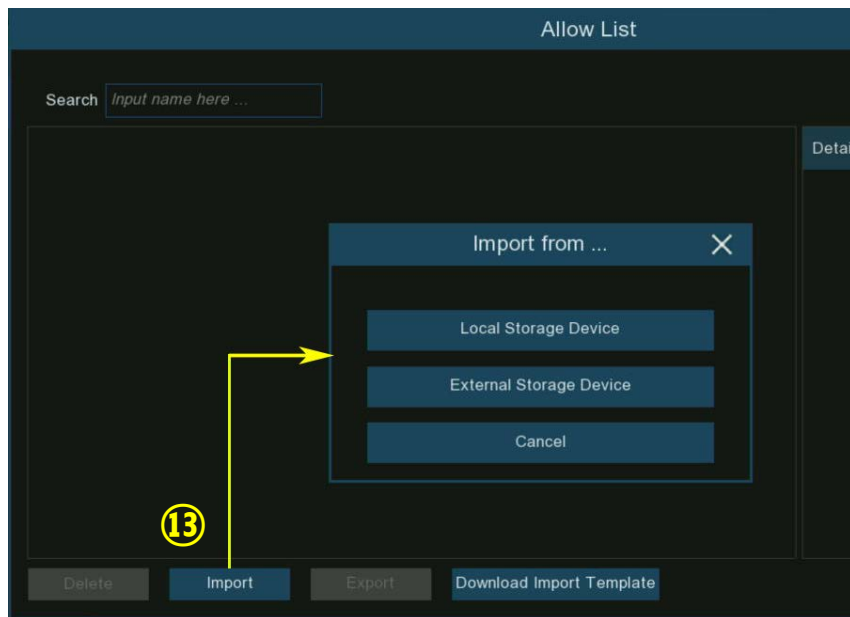 Allow List
Search Input name here ...
Detai
Import from ...
Local Storage Device
External Storage Device
Cancel
⑬
Delete Import Export Download Import Template